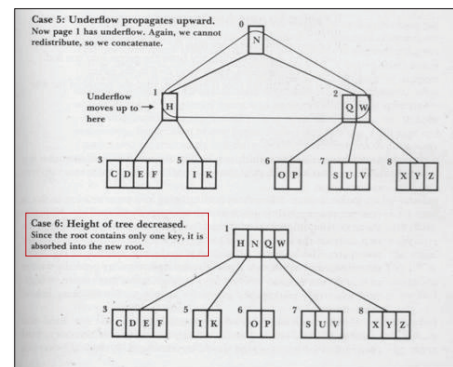 Case 5: Underflow propagates upward.
Now page 1 has underflow. Again, we cannot
redistribute, so we concatenate.
0
N
Underflow
moves up to
here
1
H
2
Q W
3
C D E F
5
I K
6
O P
7
S U V
8
X Y Z
Case 6: Height of tree decreased.
Since the root contains only one key, it is
absorbed into the new root.
1
H N Q W
3
C D E F
5
I K
6
O P
7
S U V
8
X Y Z